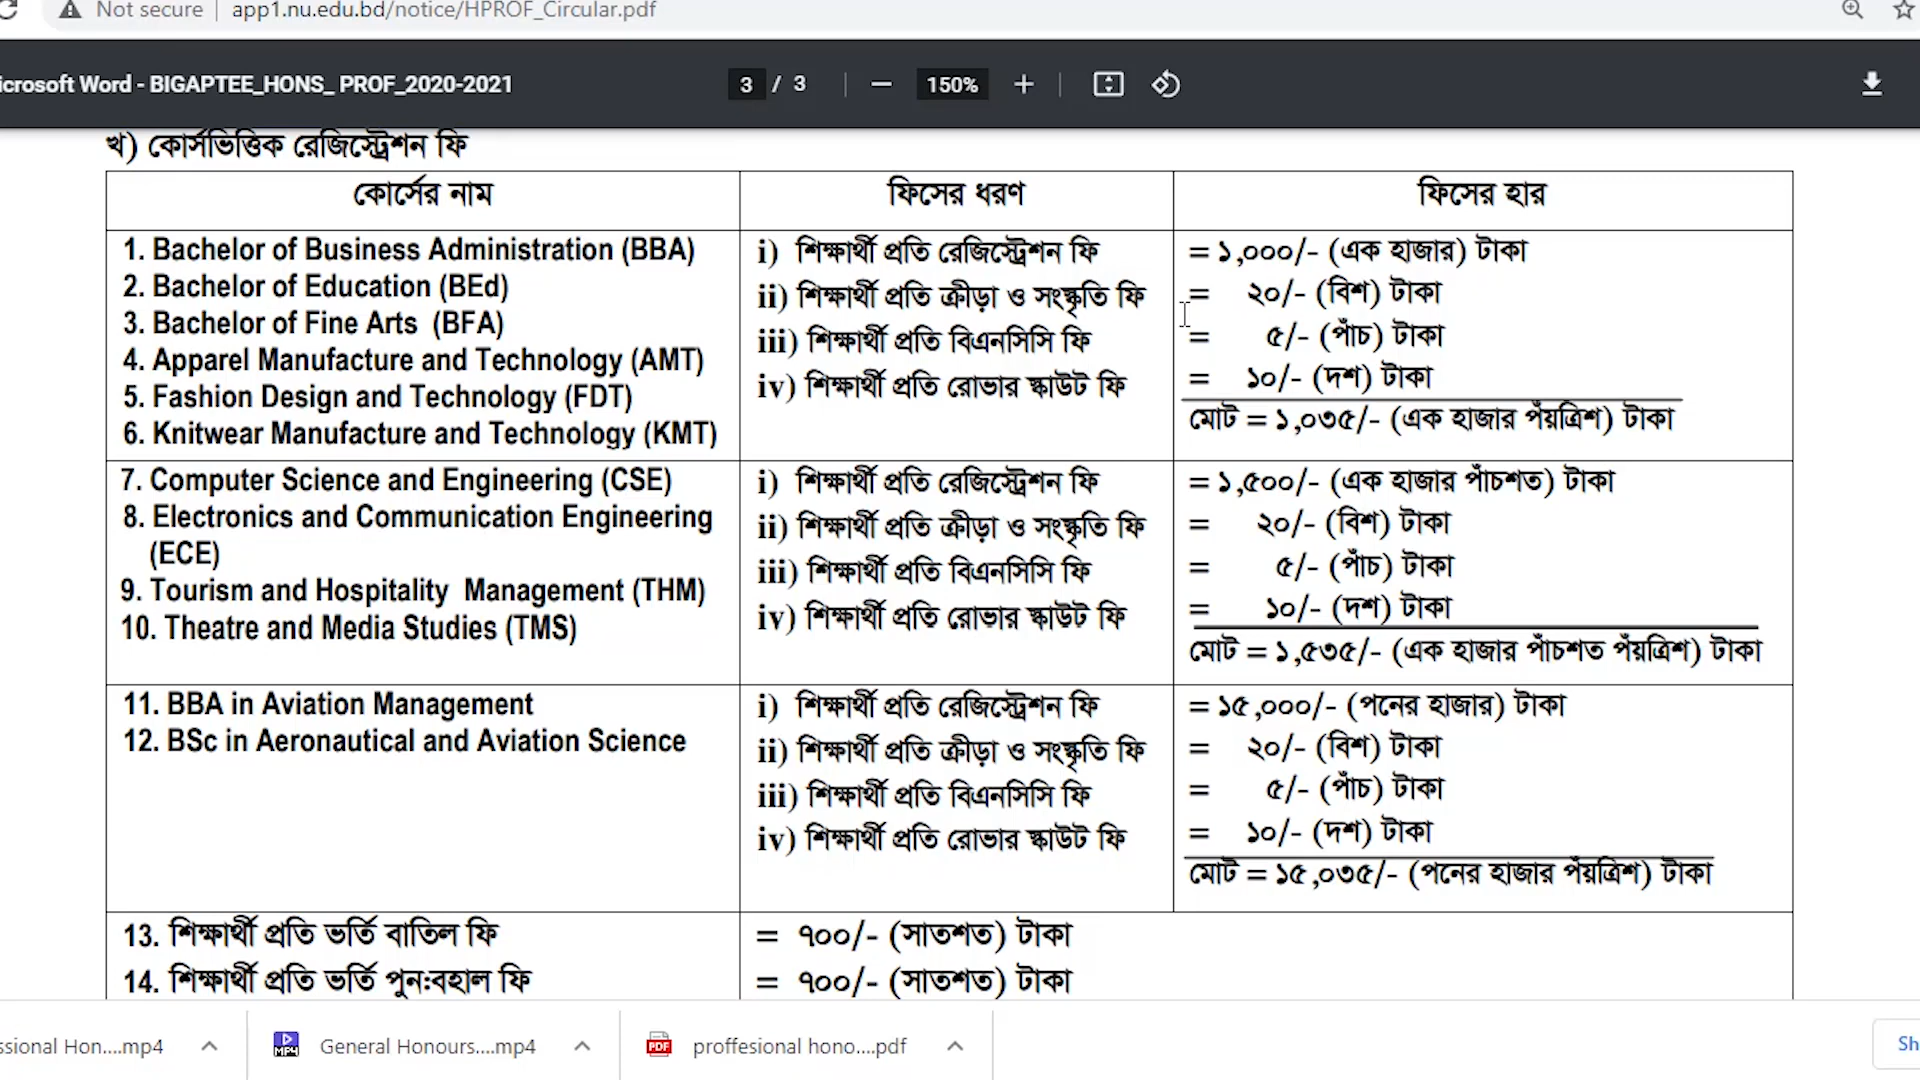 Not secure app1.nu.edu.bd/notice/HPROF_Circular.pdf
icrosoft Word - BIGAPTEE_HONS_ PROF_2020-2021 3 / 3 150%
খ) কোর্সভিত্তিক রেজিস্ট্রেশন ফি
কোর্সের নাম ফিসের ধরণ ফিসের হার
1. Bachelor of Business Administration (BBA)
2. Bachelor of Education (BEd)
3. Bachelor of Fine Arts (BFA)
4. Apparel Manufacture and Technology (AMT)
5. Fashion Design and Technology (FDT)
6. Knitwear Manufacture and Technology (KMT)
i) শিক্ষার্থী প্রতি রেজিস্ট্রেশন ফি
ii) শিক্ষার্থী প্রতি ক্রীড়া ও সংস্কৃতি ফি
iii) শিক্ষার্থী প্রতি বিএনসিসি ফি
iv) শিক্ষার্থী প্রতি রোভার স্কাউট ফি
= ১,০০০/- (এক হাজার) টাকা
= ২০/- (বিশ) টাকা
= ৫/- (পাঁচ) টাকা
= ১০/- (দশ) টাকা
মোট = ১,০৩৫/- (এক হাজার পঁয়ত্রিশ) টাকা
7. Computer Science and Engineering (CSE)
8. Electronics and Communication Engineering
(ECE)
9. Tourism and Hospitality Management (THM)
10. Theatre and Media Studies (TMS)
i) শিক্ষার্থী প্রতি রেজিস্ট্রেশন ফি
ii) শিক্ষার্থী প্রতি ক্রীড়া ও সংস্কৃতি ফি
iii) শিক্ষার্থী প্রতি বিএনসিসি ফি
iv) শিক্ষার্থী প্রতি রোভার স্কাউট ফি
= ১,৫০০/- (এক হাজার পাঁচশত) টাকা
= ২০/- (বিশ) টাকা
= ৫/- (পাঁচ) টাকা
= ১০/- (দশ) টাকা
মোট = ১,৫৩৫/- (এক হাজার পাঁচশত পঁয়ত্রিশ) টাকা
11. BBA in Aviation Management
12. BSc in Aeronautical and Aviation Science
i) শিক্ষার্থী প্রতি রেজিস্ট্রেশন ফি
ii) শিক্ষার্থী প্রতি ক্রীড়া ও সংস্কৃতি ফি
iii) শিক্ষার্থী প্রতি বিএনসিসি ফি
iv) শিক্ষার্থী প্রতি রোভার স্কাউট ফি
= ১৫,০০০/- (পনের হাজার) টাকা
= ২০/- (বিশ) টাকা
= ৫/- (পাঁচ) টাকা
= ১০/- (দশ) টাকা
মোট = ১৫,০৩৫/- (পনের হাজার পঁয়ত্রিশ) টাকা
13. শিক্ষার্থী প্রতি ভর্তি বাতিল ফি = ৭০০/- (সাতশত) টাকা
14. শিক্ষার্থী প্রতি ভর্তি পুনঃবহাল ফি = ৭০০/- (সাতশত) টাকা
ssional Hon....mp4 MP4 General Honours....mp4 PDF proffesional hono....pdf Sh